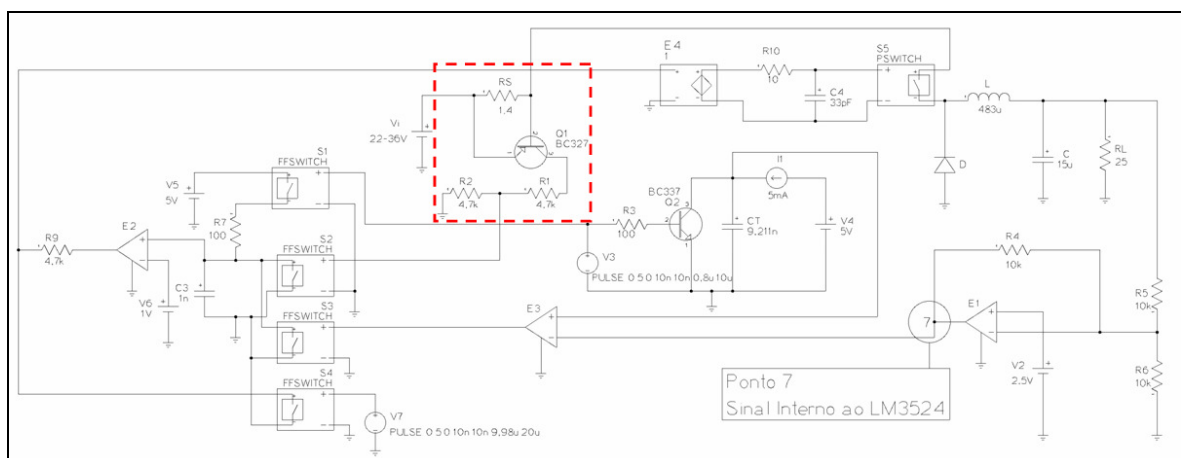 E4
1
R10
10
S5
PSWITCH
C4
33pF
L
483u
D
C
15u
RL
25
RS
1,4
Vi
22-36V
Q1
BC327
R2
4,7k
R1
4,7k
S1
FFSWITCH
V5
5V
R7
100
E2
R9
4,7k
S2
FFSWITCH
C3
1n
V6
1V
S3
FFSWITCH
S4
FFSWITCH
V7
PULSE 0 5 0 10n 10n 9,98u 20u
R3
100
BC337
Q2
2
3
1
V3
PULSE 0 5 0 10n 10n 0,8u 10u
I1
5mA
CT
9,211n
V4
5V
E3
R4
10k
7
E1
V2
2,5V
R5
10k
R6
10k
Ponto 7
Sinal Interno ao LM3524